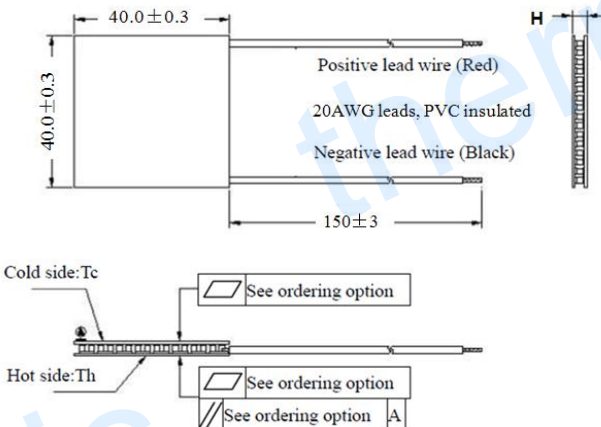 40.0±0.3
H
40.0±0.3
Positive lead wire (Red)
20AWG leads, PVC insulated
Negative lead wire (Black)
150±3
Cold side:Tc
See ordering option
A
Hot side:Th
See ordering option
See ordering option A
therm